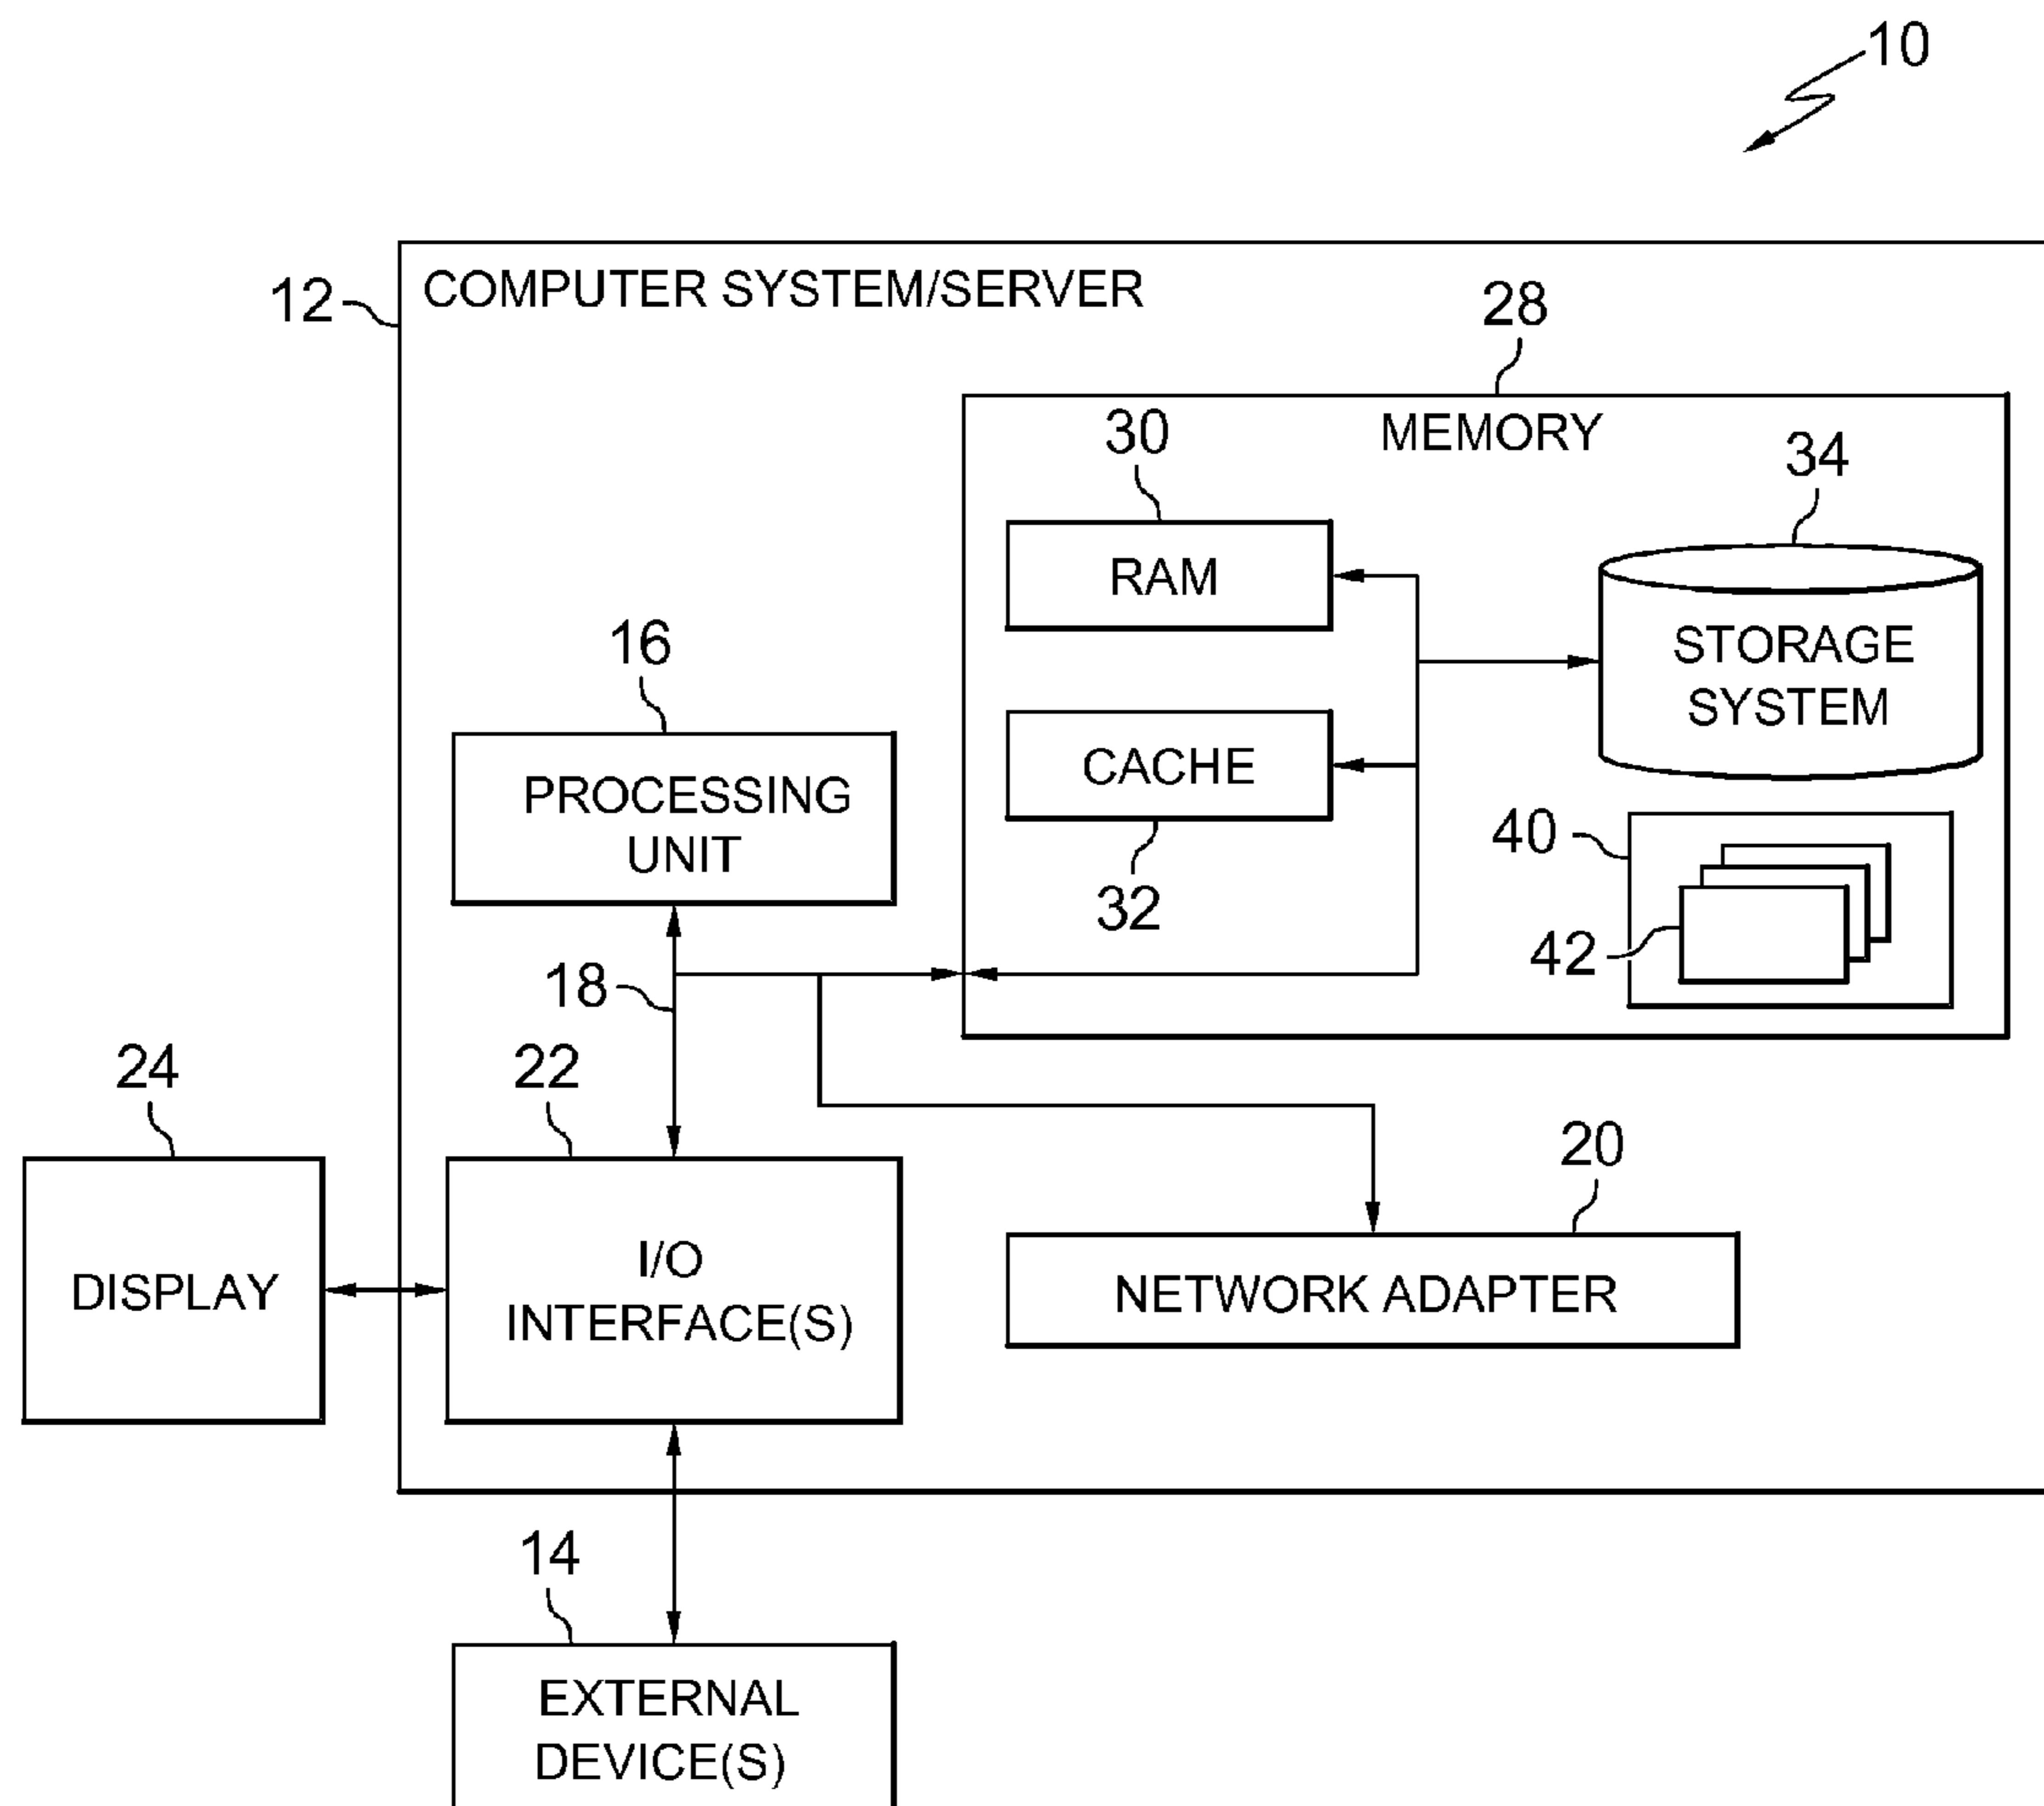 10
12
COMPUTER SYSTEM/SERVER
28
MEMORY
30
34
RAM
STORAGE
SYSTEM
16
CACHE
PROCESSING
UNIT
40
32
42
18
24
22
20
DISPLAY
I/O
INTERFACE(S)
NETWORK ADAPTER
14
EXTERNAL
DEVICE(S)